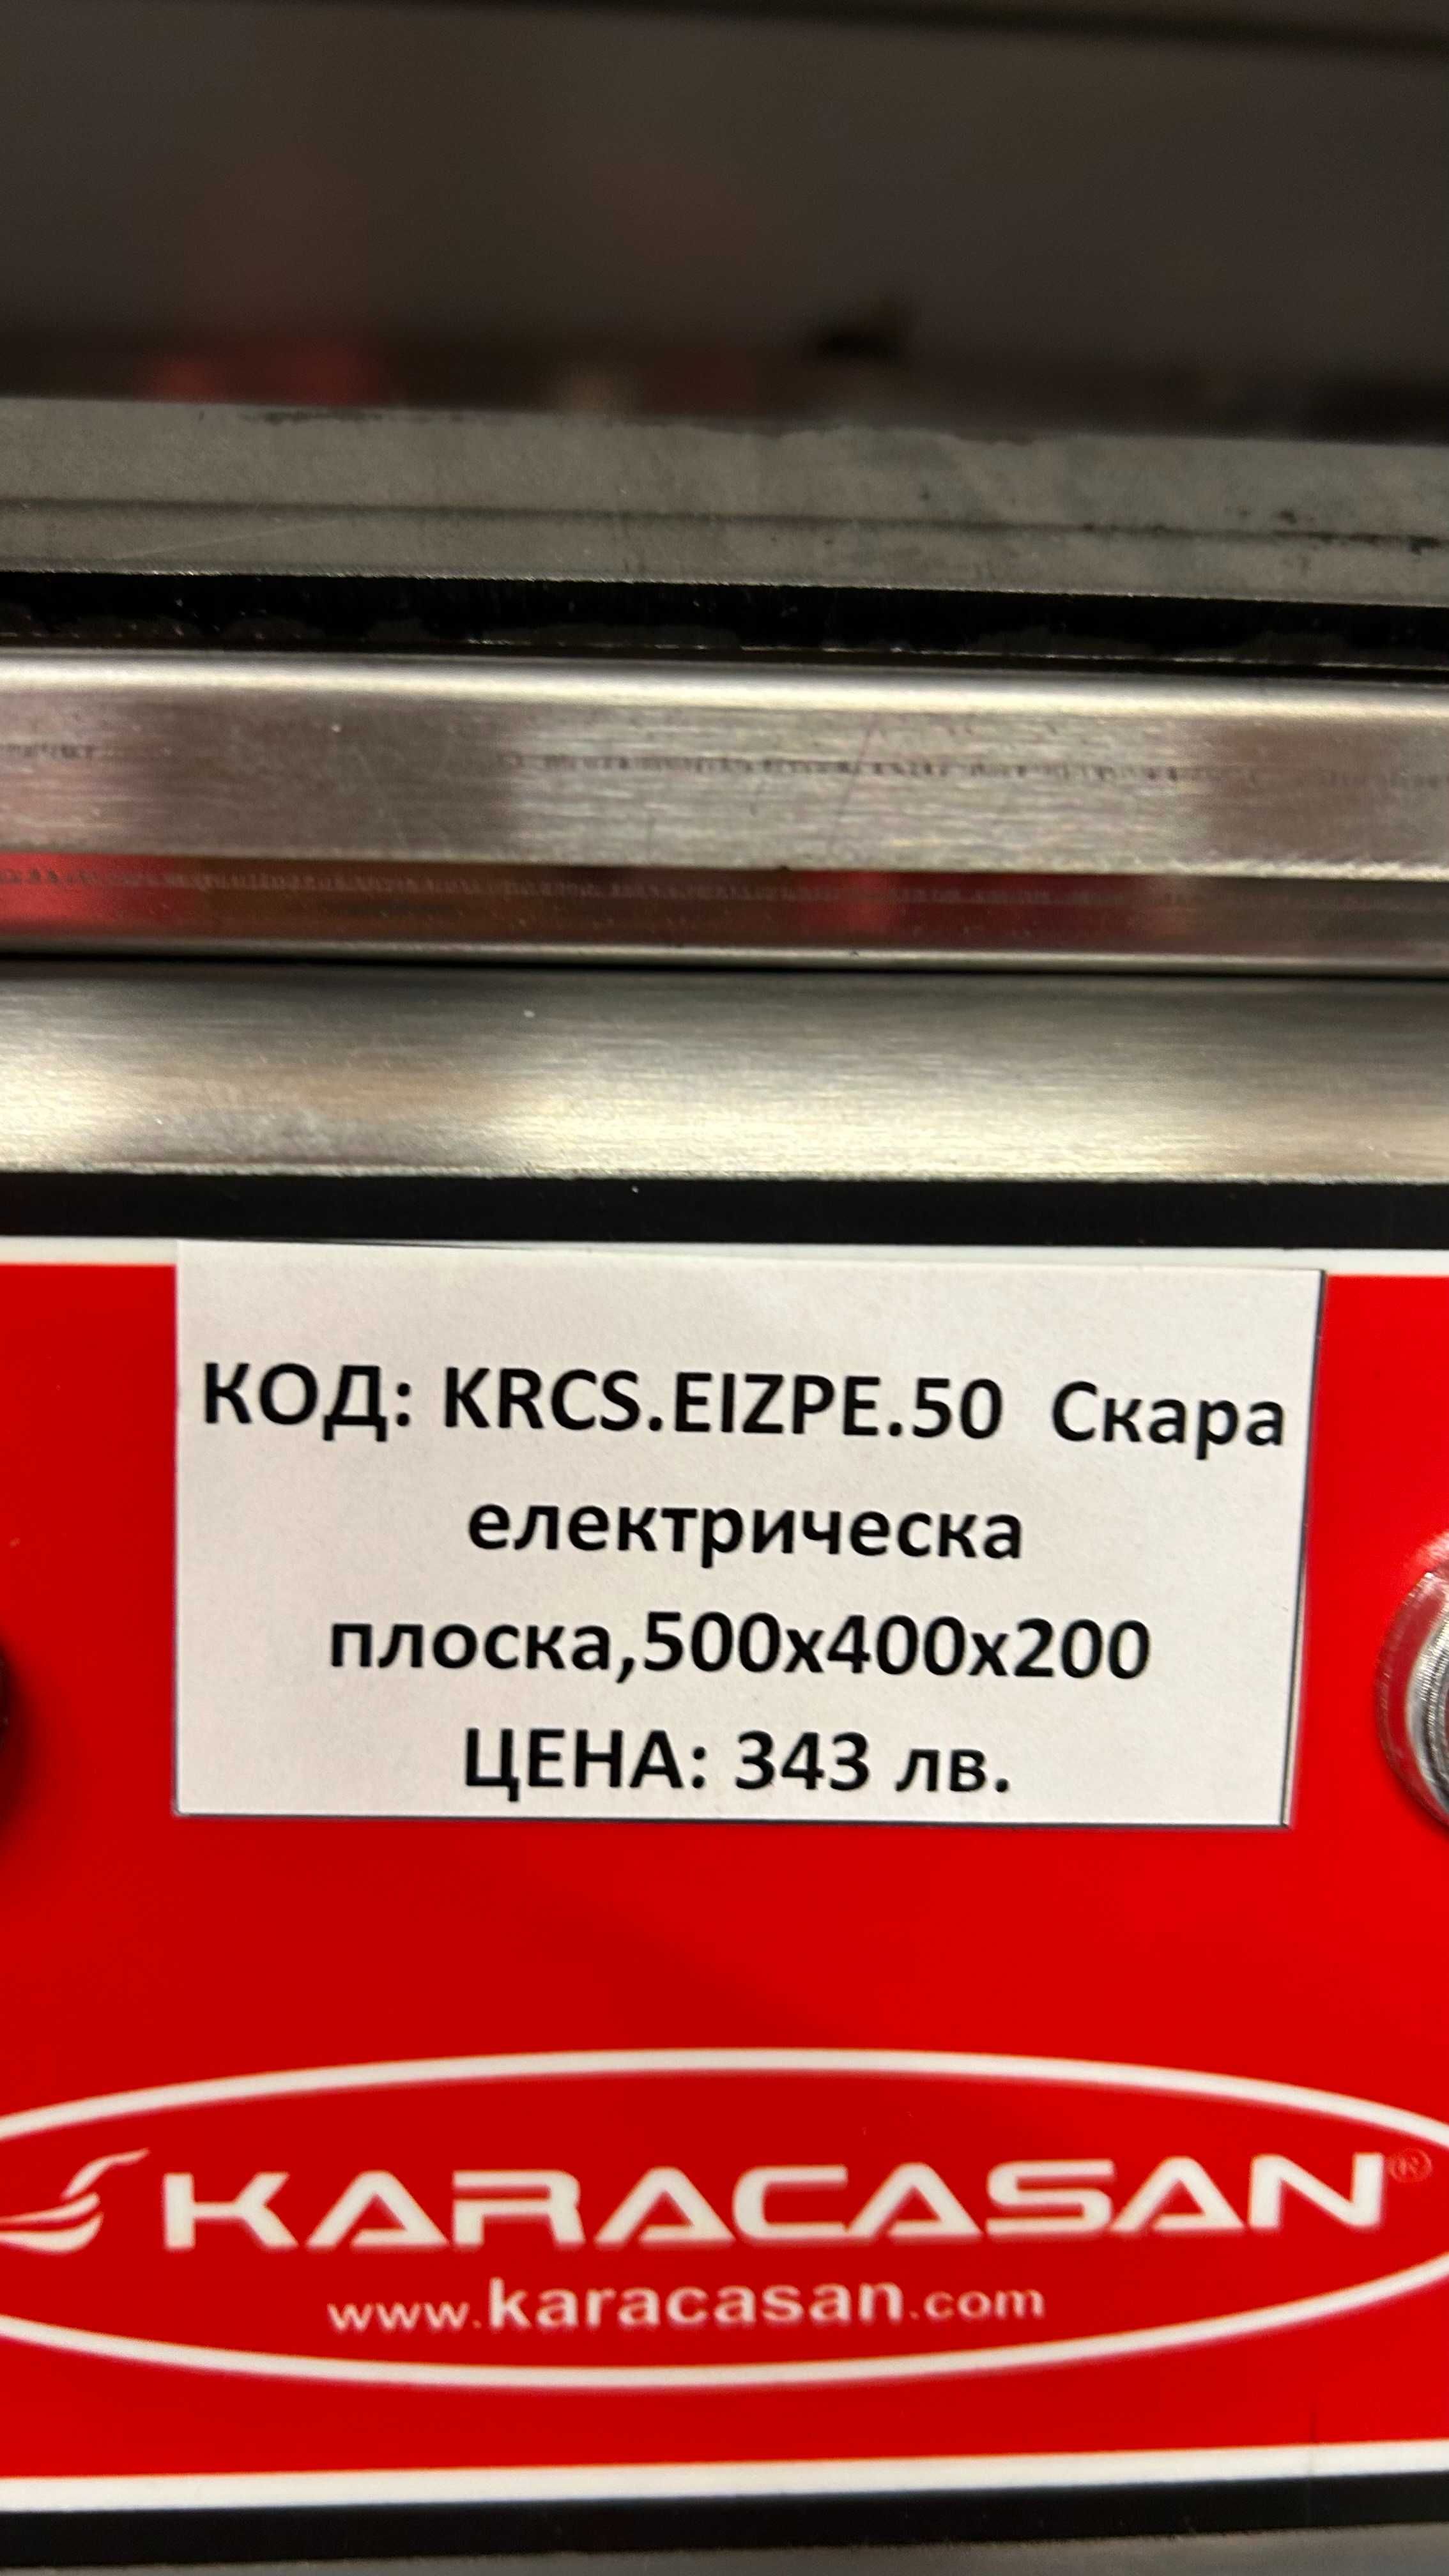 КОД: KRCS.EIZPE.50 Скара
електрическа
плоска,500x400x200
ЦЕНА: 343 лв.
KARACASAN®
www.karacasan.com